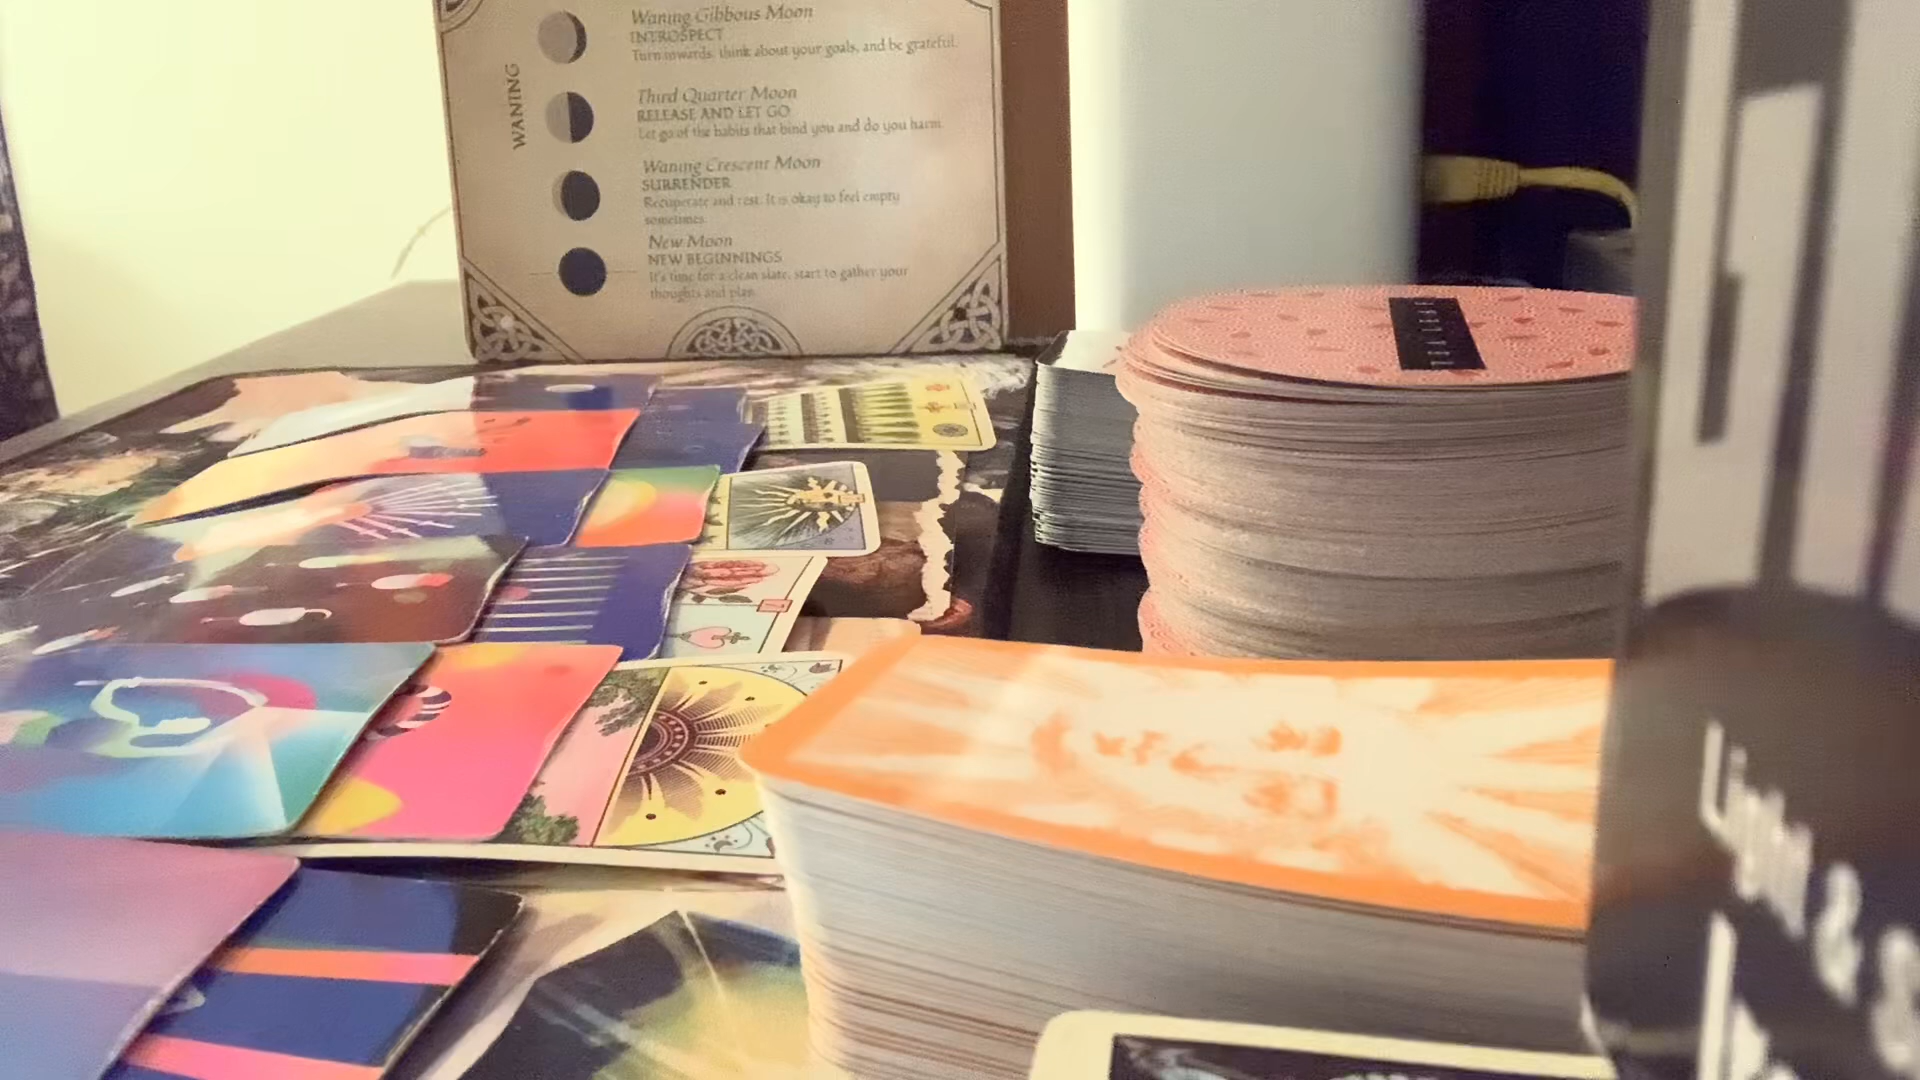 Waning Gibbous Moon
INTROSPECT
Turn towards, think about your goals, and be grateful.
WANING
Third Quarter Moon
RELEASE AND LET GO
Let go of the habits that bind you and do you harm.
Waning Crescent Moon
SURRENDER
Recuperate and rest. It is okay to feel empty
sometimes.
New Moon
NEW BEGINNINGS
It's time for a clean slate, start to gather your
thoughts and plan.